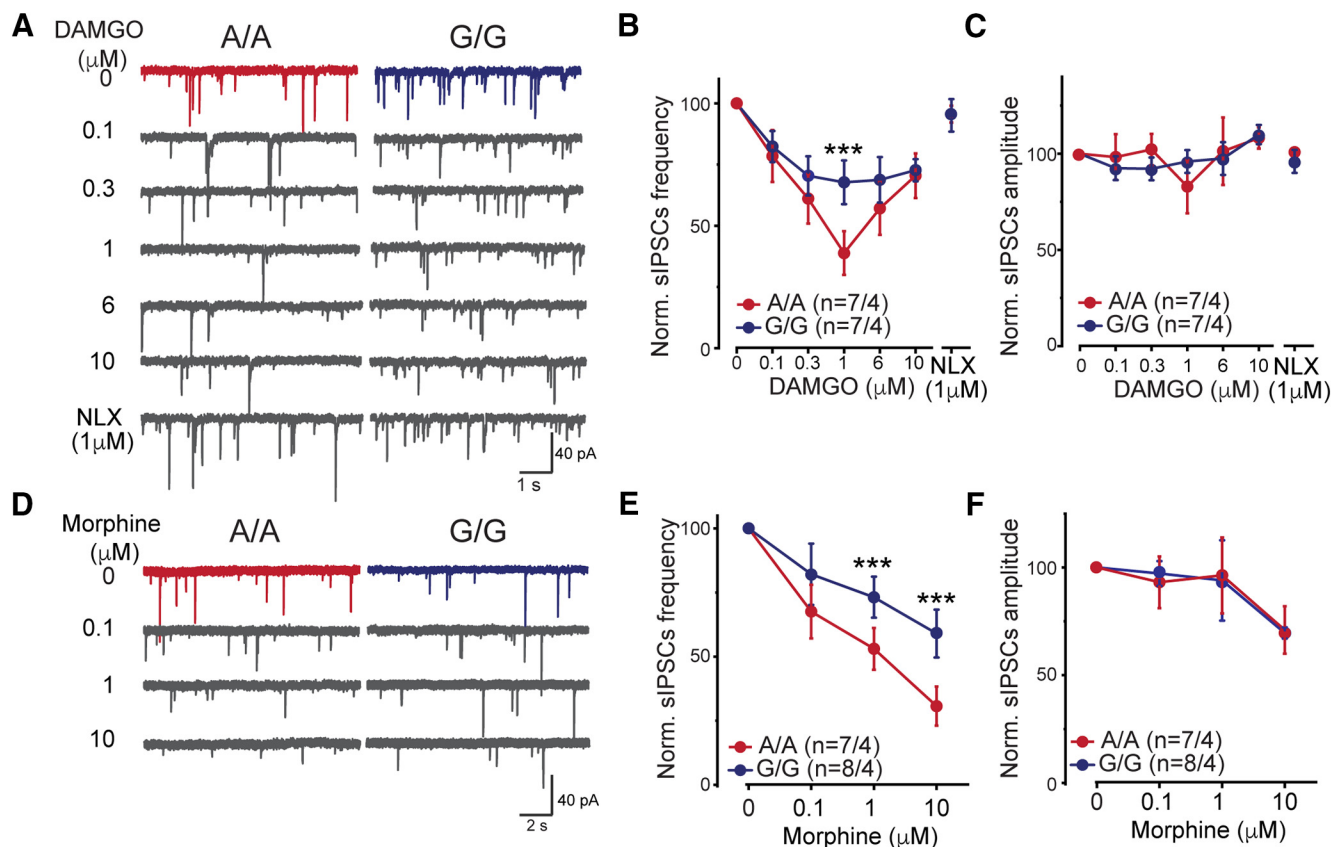 A
DAMGO
(μM)
A/A
G/G
0
0.1
0.3
1
6
10
NLX
(1μM)
40 pA
1 s
B
Norm. sIPSCs frequency
100
50
0
***
A/A (n=7/4)
G/G (n=7/4)
0 0.1 0.3 1 6 10
DAMGO (μM)
NLX
(1μM)
C
Norm. sIPSCs amplitude
100
50
0
A/A (n=7/4)
G/G (n=7/4)
0 0.1 0.3 1 6 10
DAMGO (μM)
NLX
(1μM)
D
Morphine
(μM)
A/A
G/G
0
0.1
1
10
40 pA
2 s
E
Norm. sIPSCs frequency
100
50
0
***
***
A/A (n=7/4)
G/G (n=8/4)
0 0.1 1 10
Morphine (μM)
F
Norm. sIPSCs amplitude
100
50
0
A/A (n=7/4)
G/G (n=8/4)
0 0.1 1 10
Morphine (μM)